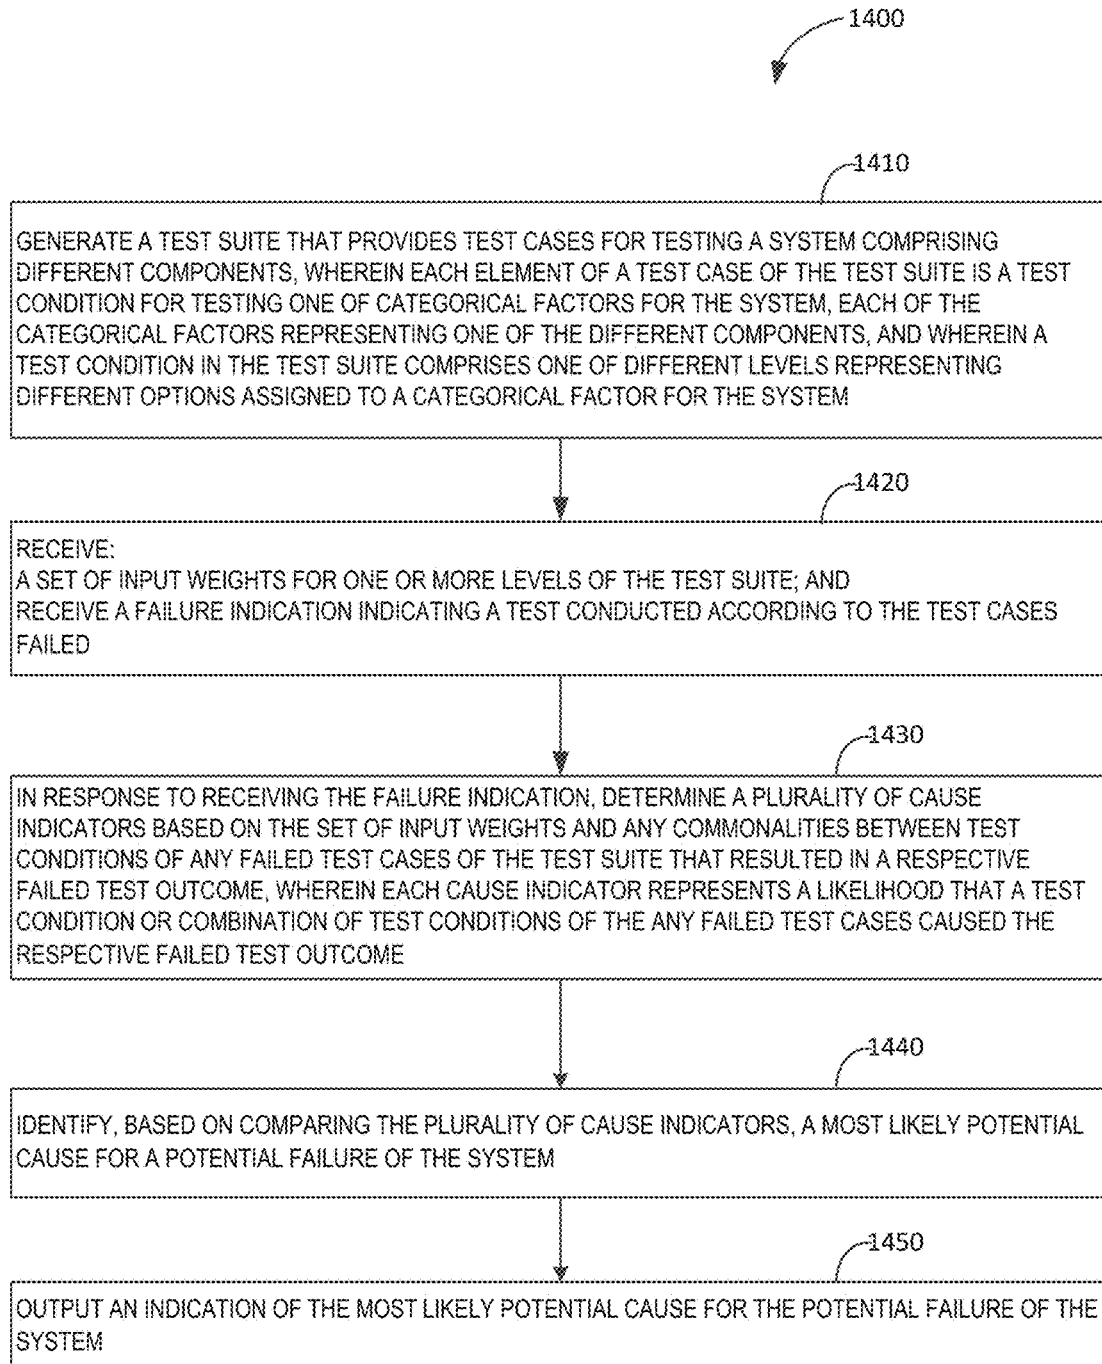 1400
1410
GENERATE A TEST SUITE THAT PROVIDES TEST CASES FOR TESTING A SYSTEM COMPRISING
DIFFERENT COMPONENTS, WHEREIN EACH ELEMENT OF A TEST CASE OF THE TEST SUITE IS A TEST
CONDITION FOR TESTING ONE OF CATEGORICAL FACTORS FOR THE SYSTEM, EACH OF THE
CATEGORICAL FACTORS REPRESENTING ONE OF THE DIFFERENT COMPONENTS, AND WHEREIN A
TEST CONDITION IN THE TEST SUITE COMPRISES ONE OF DIFFERENT LEVELS REPRESENTING
DIFFERENT OPTIONS ASSIGNED TO A CATEGORICAL FACTOR FOR THE SYSTEM
1420
RECEIVE:
A SET OF INPUT WEIGHTS FOR ONE OR MORE LEVELS OF THE TEST SUITE; AND
RECEIVE A FAILURE INDICATION INDICATING A TEST CONDUCTED ACCORDING TO THE TEST CASES
FAILED
1430
IN RESPONSE TO RECEIVING THE FAILURE INDICATION, DETERMINE A PLURALITY OF CAUSE
INDICATORS BASED ON THE SET OF INPUT WEIGHTS AND ANY COMMONALITIES BETWEEN TEST
CONDITIONS OF ANY FAILED TEST CASES OF THE TEST SUITE THAT RESULTED IN A RESPECTIVE
FAILED TEST OUTCOME, WHEREIN EACH CAUSE INDICATOR REPRESENTS A LIKELIHOOD THAT A TEST
CONDITION OR COMBINATION OF TEST CONDITIONS OF THE ANY FAILED TEST CASES CAUSED THE
RESPECTIVE FAILED TEST OUTCOME
1440
IDENTIFY, BASED ON COMPARING THE PLURALITY OF CAUSE INDICATORS, A MOST LIKELY POTENTIAL
CAUSE FOR A POTENTIAL FAILURE OF THE SYSTEM
1450
OUTPUT AN INDICATION OF THE MOST LIKELY POTENTIAL CAUSE FOR THE POTENTIAL FAILURE OF THE
SYSTEM